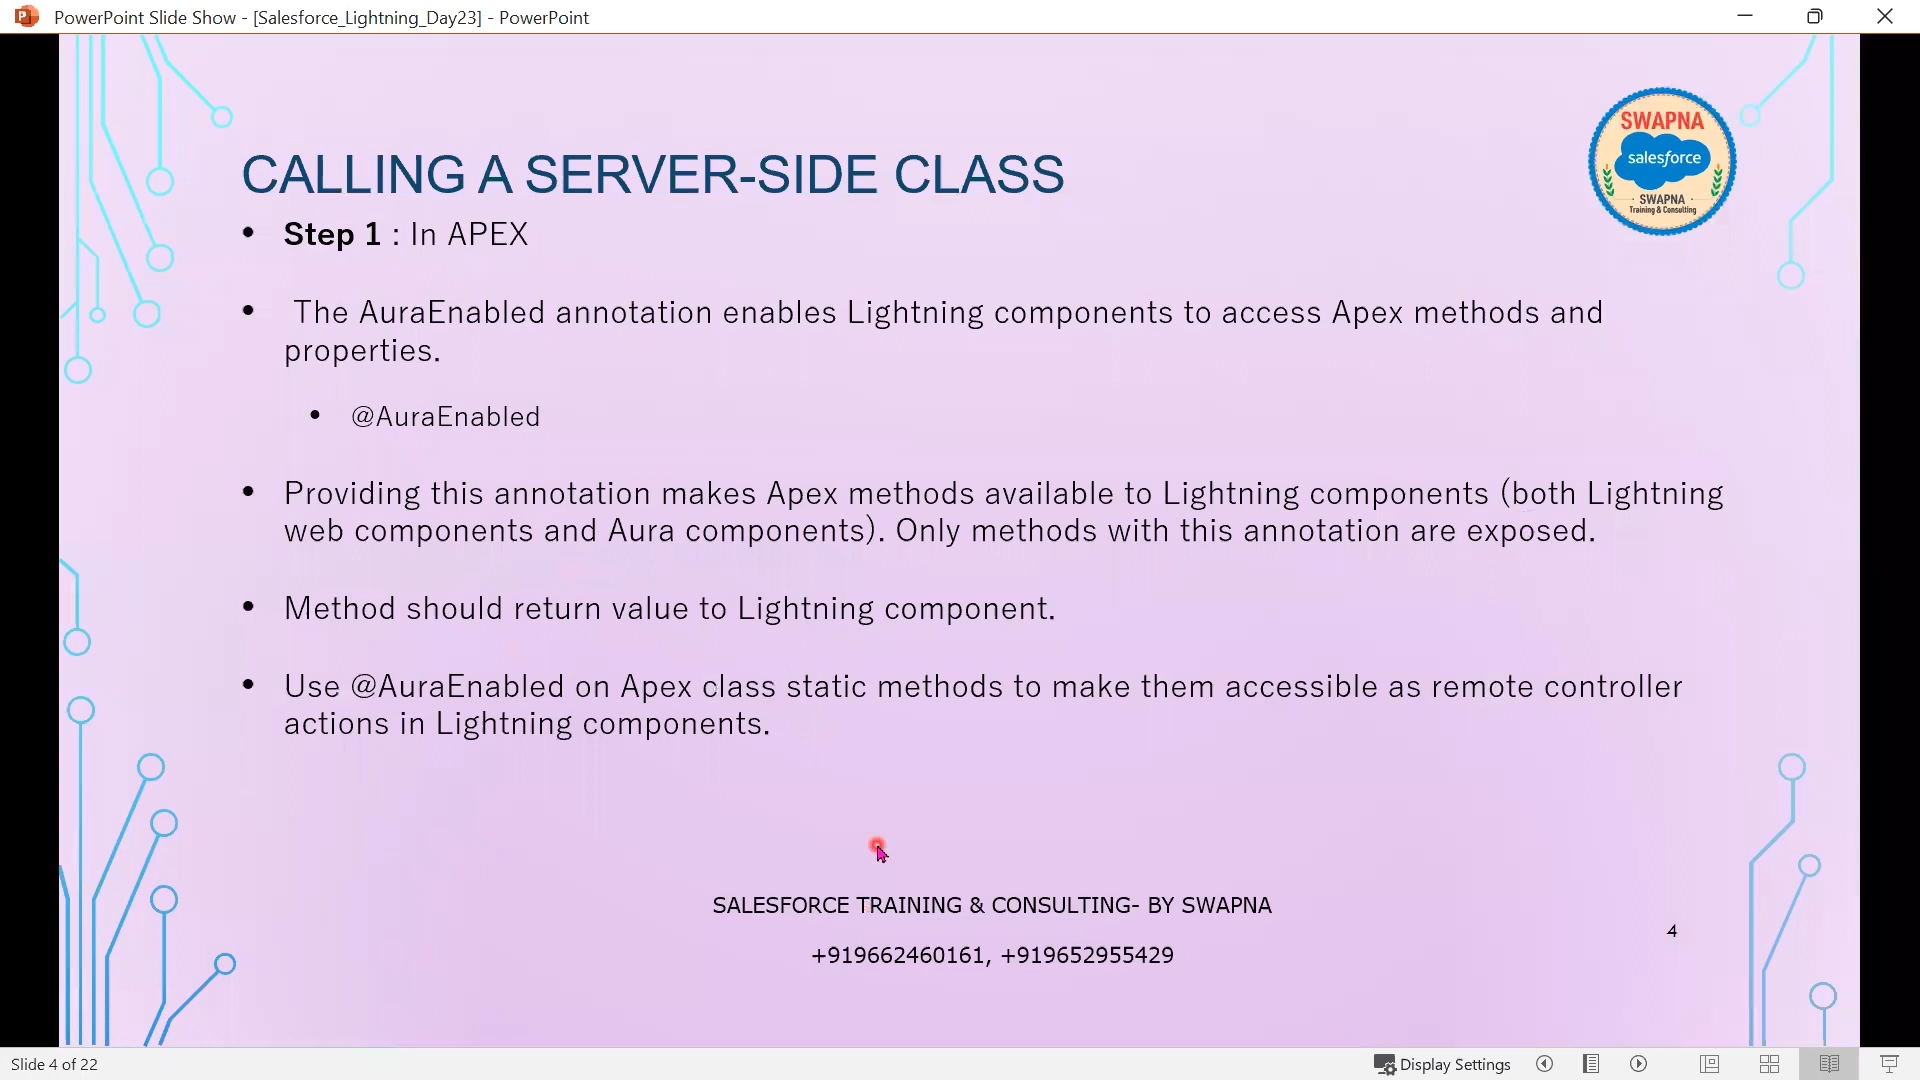 PowerPoint Slide Show - [Salesforce_Lightning_Day23] - PowerPoint
SWAPNA
salesforce
· SWAPNA ·
Training & Consulting
CALLING A SERVER-SIDE CLASS
• Step 1 : In APEX
• The AuraEnabled annotation enables Lightning components to access Apex methods and
properties.
• @AuraEnabled
• Providing this annotation makes Apex methods available to Lightning components (both Lightning
web components and Aura components). Only methods with this annotation are exposed.
• Method should return value to Lightning component.
• Use @AuraEnabled on Apex class static methods to make them accessible as remote controller
actions in Lightning components.
SALESFORCE TRAINING & CONSULTING- BY SWAPNA
+919662460161, +919652955429
4
Slide 4 of 22
Display Settings